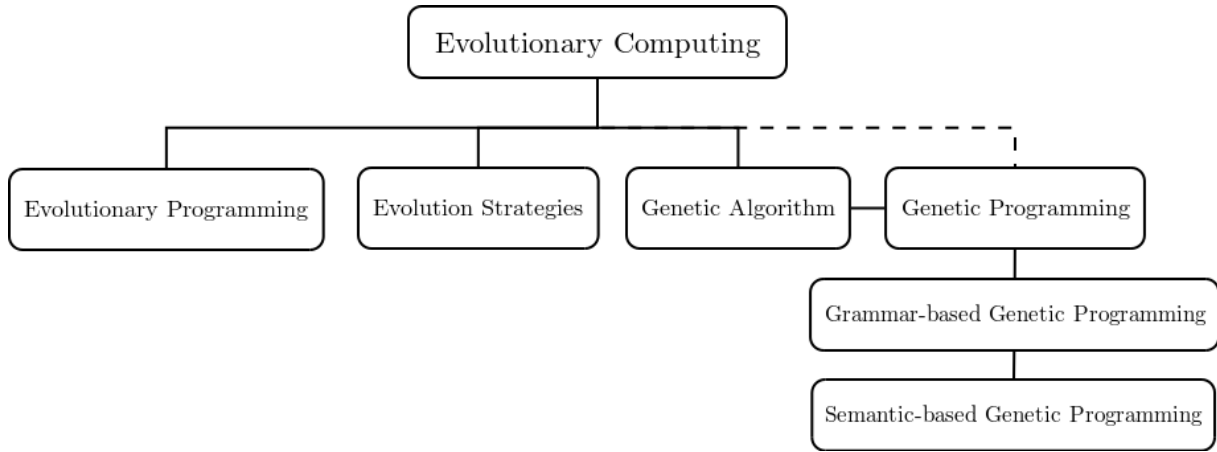 Evolutionary Computing
Evolutionary Programming
Evolution Strategies
Genetic Algorithm
Genetic Programming
Grammar-based Genetic Programming
Semantic-based Genetic Programming